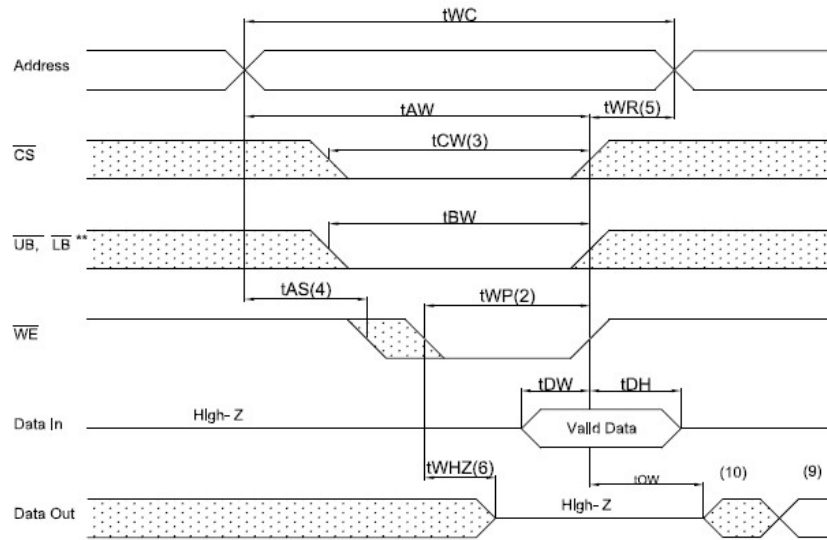 tWC
Address
tAW tWR(5)
CS
tCW(3)
tBW
UB, LB **
tAS(4) tWP(2)
WE
tDW tDH
HIgh- Z
Data In Valld Data
tWHZ(6) tOW (10) (9)
HIgh- Z
Data Out